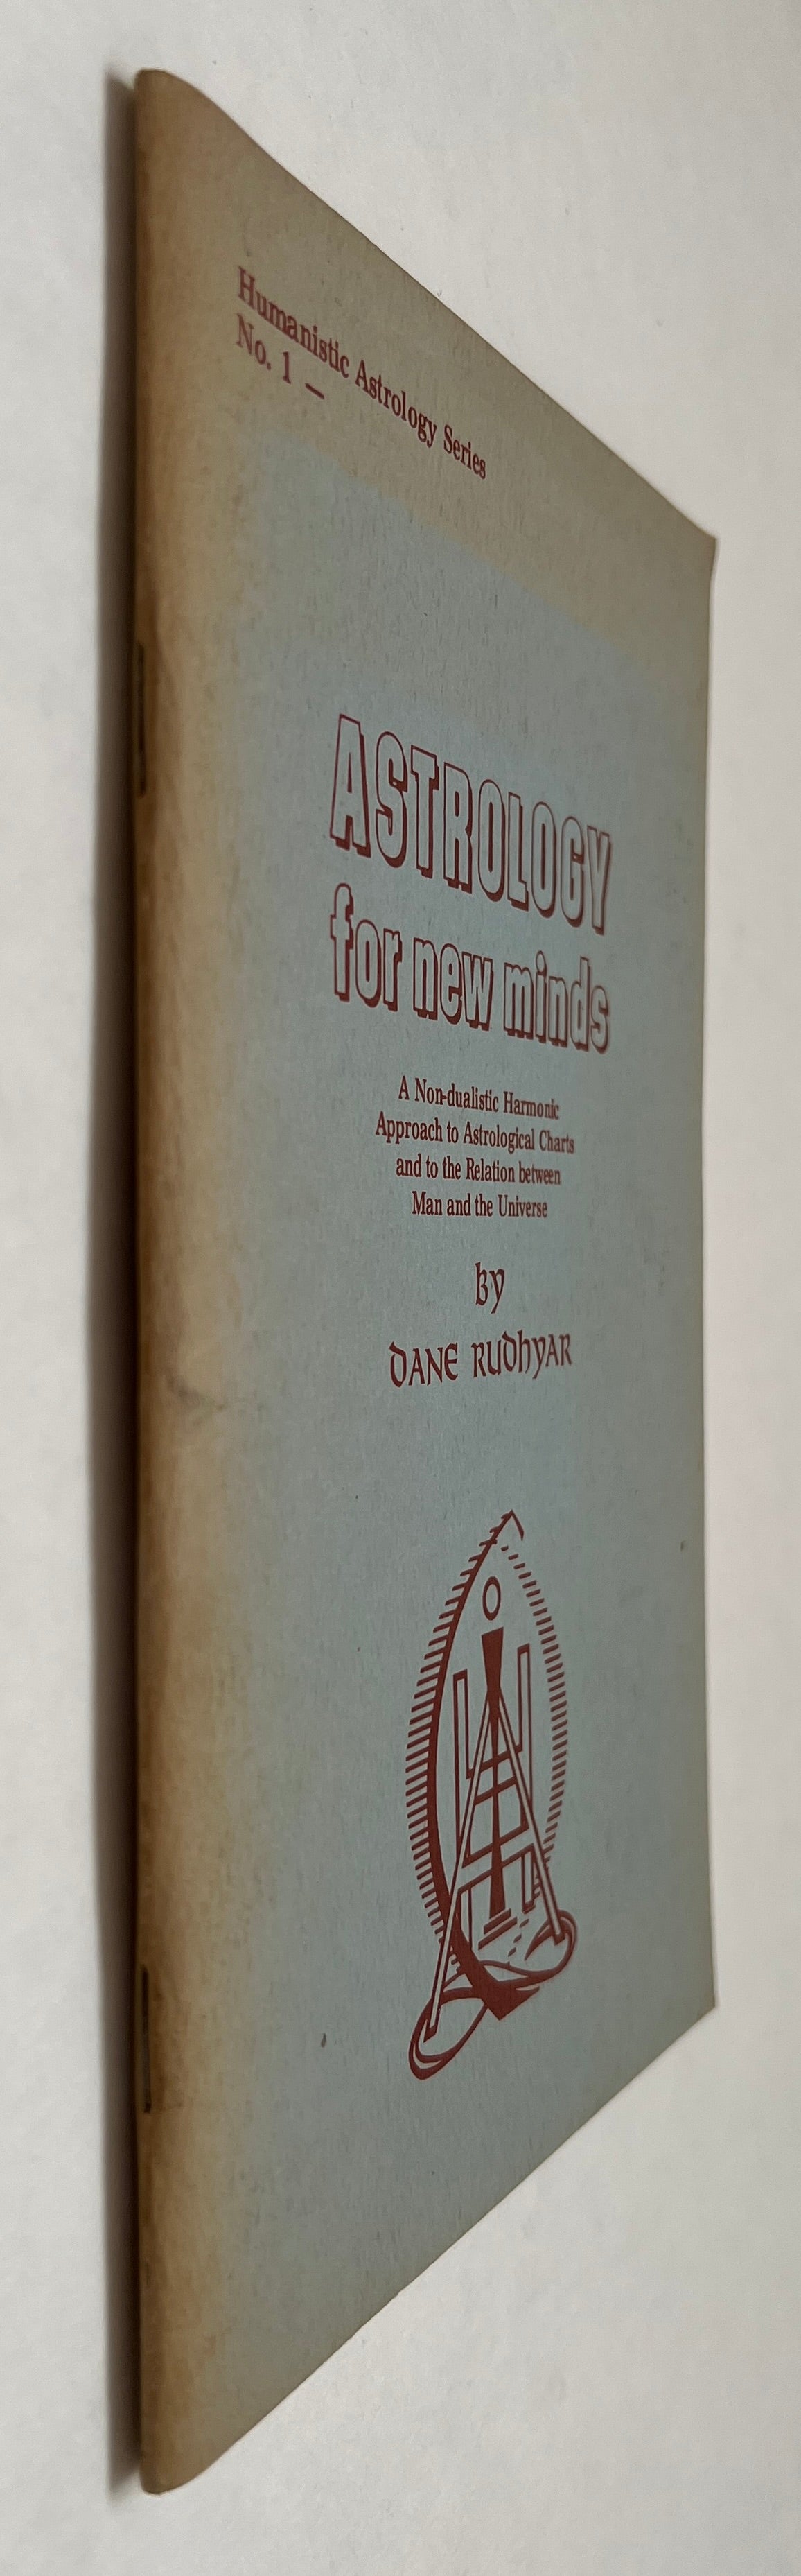 Humanistic Astrology Series
No. 1 —
ASTROLOGY
for new minds
A Non-dualistic Harmonic
Approach to Astrological Charts
and to the Relation between
Man and the Universe
by
DANE RUDHYAR